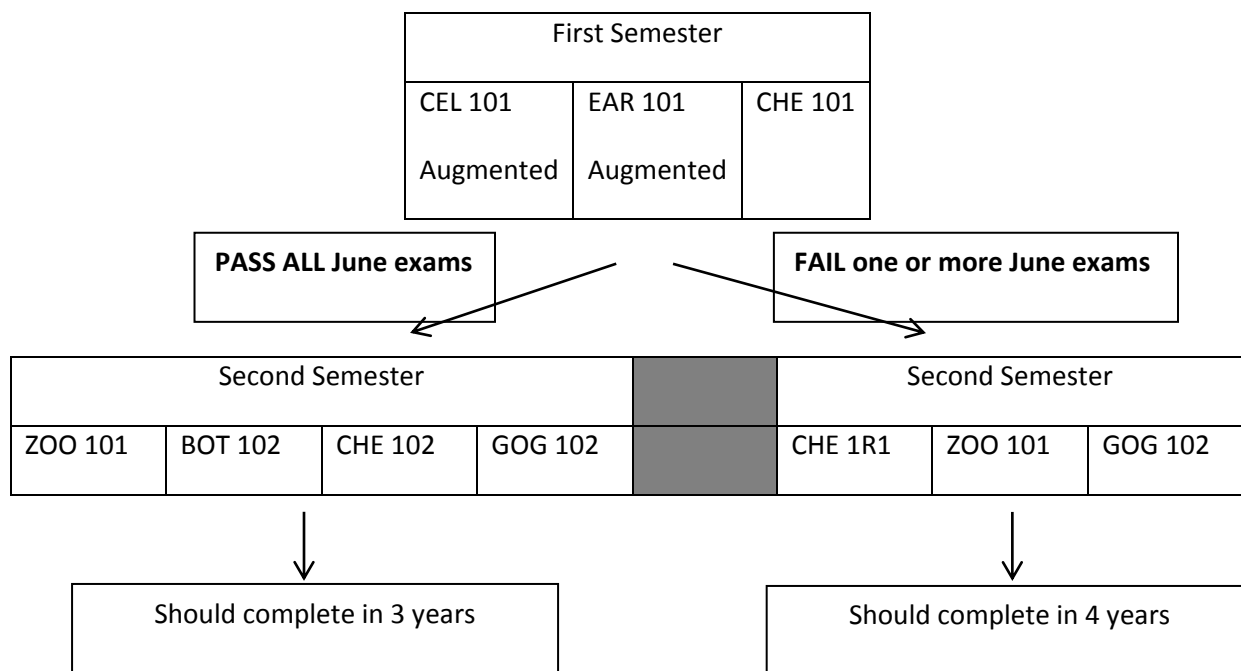 First Semester
CEL 101
Augmented
EAR 101
Augmented
CHE 101
PASS ALL June exams
FAIL one or more June exams
Second Semester
ZOO 101
BOT 102
CHE 102
GOG 102
Second Semester
CHE 1R1
ZOO 101
GOG 102
Should complete in 3 years
Should complete in 4 years